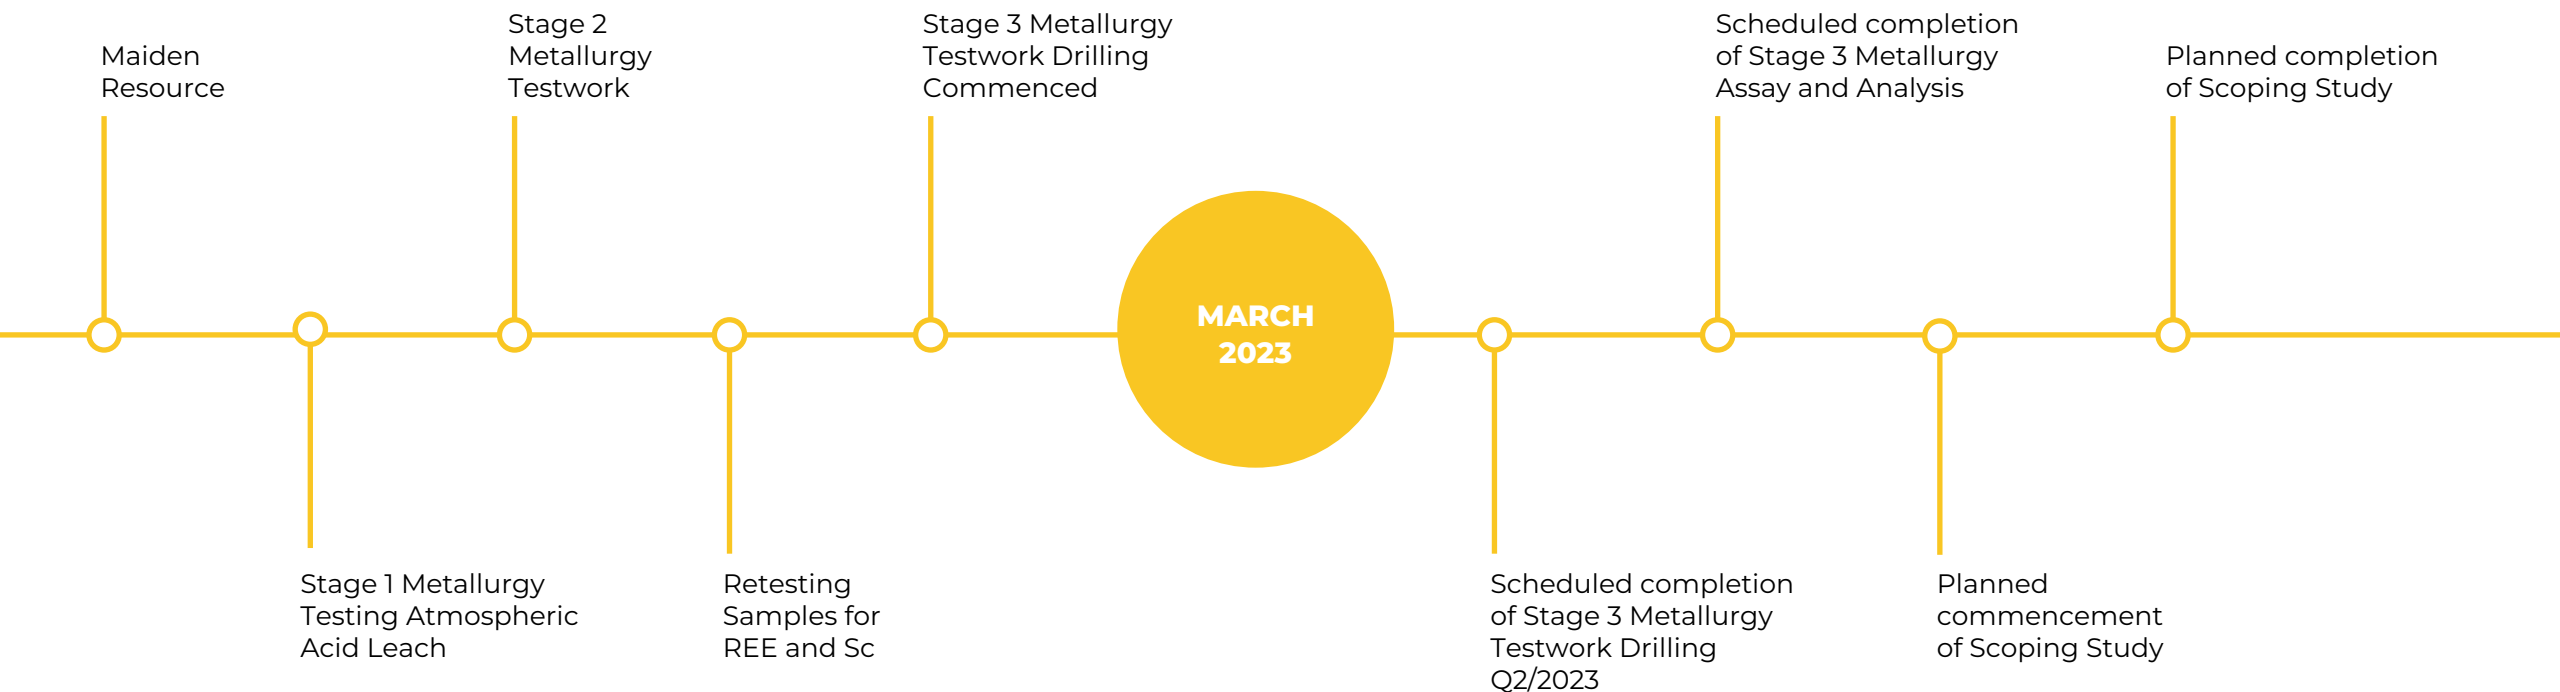 Maiden
Resource
Stage 1 Metallurgy
Testing Atmospheric
Acid Leach
Stage 2
Metallurgy
Testwork
Retesting
Samples for
REE and Sc
Stage 3 Metallurgy
Testwork Drilling
Commenced
MARCH
2023
Scheduled completion
of Stage 3 Metallurgy
Testwork Drilling
Q2/2023
Scheduled completion
of Stage 3 Metallurgy
Assay and Analysis
Planned
commencement
of Scoping Study
Planned completion
of Scoping Study